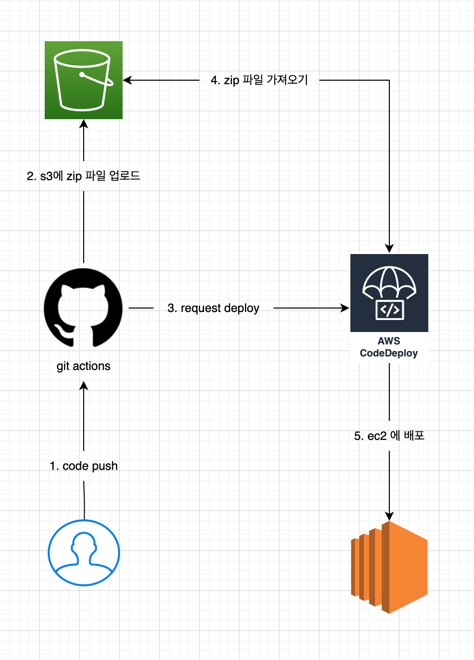 4. zip 파일 가져오기
2. s3에 zip 파일 업로드
3. request deploy
</>
AWS
CodeDeploy
git actions
5. ec2 에 배포
1. code push